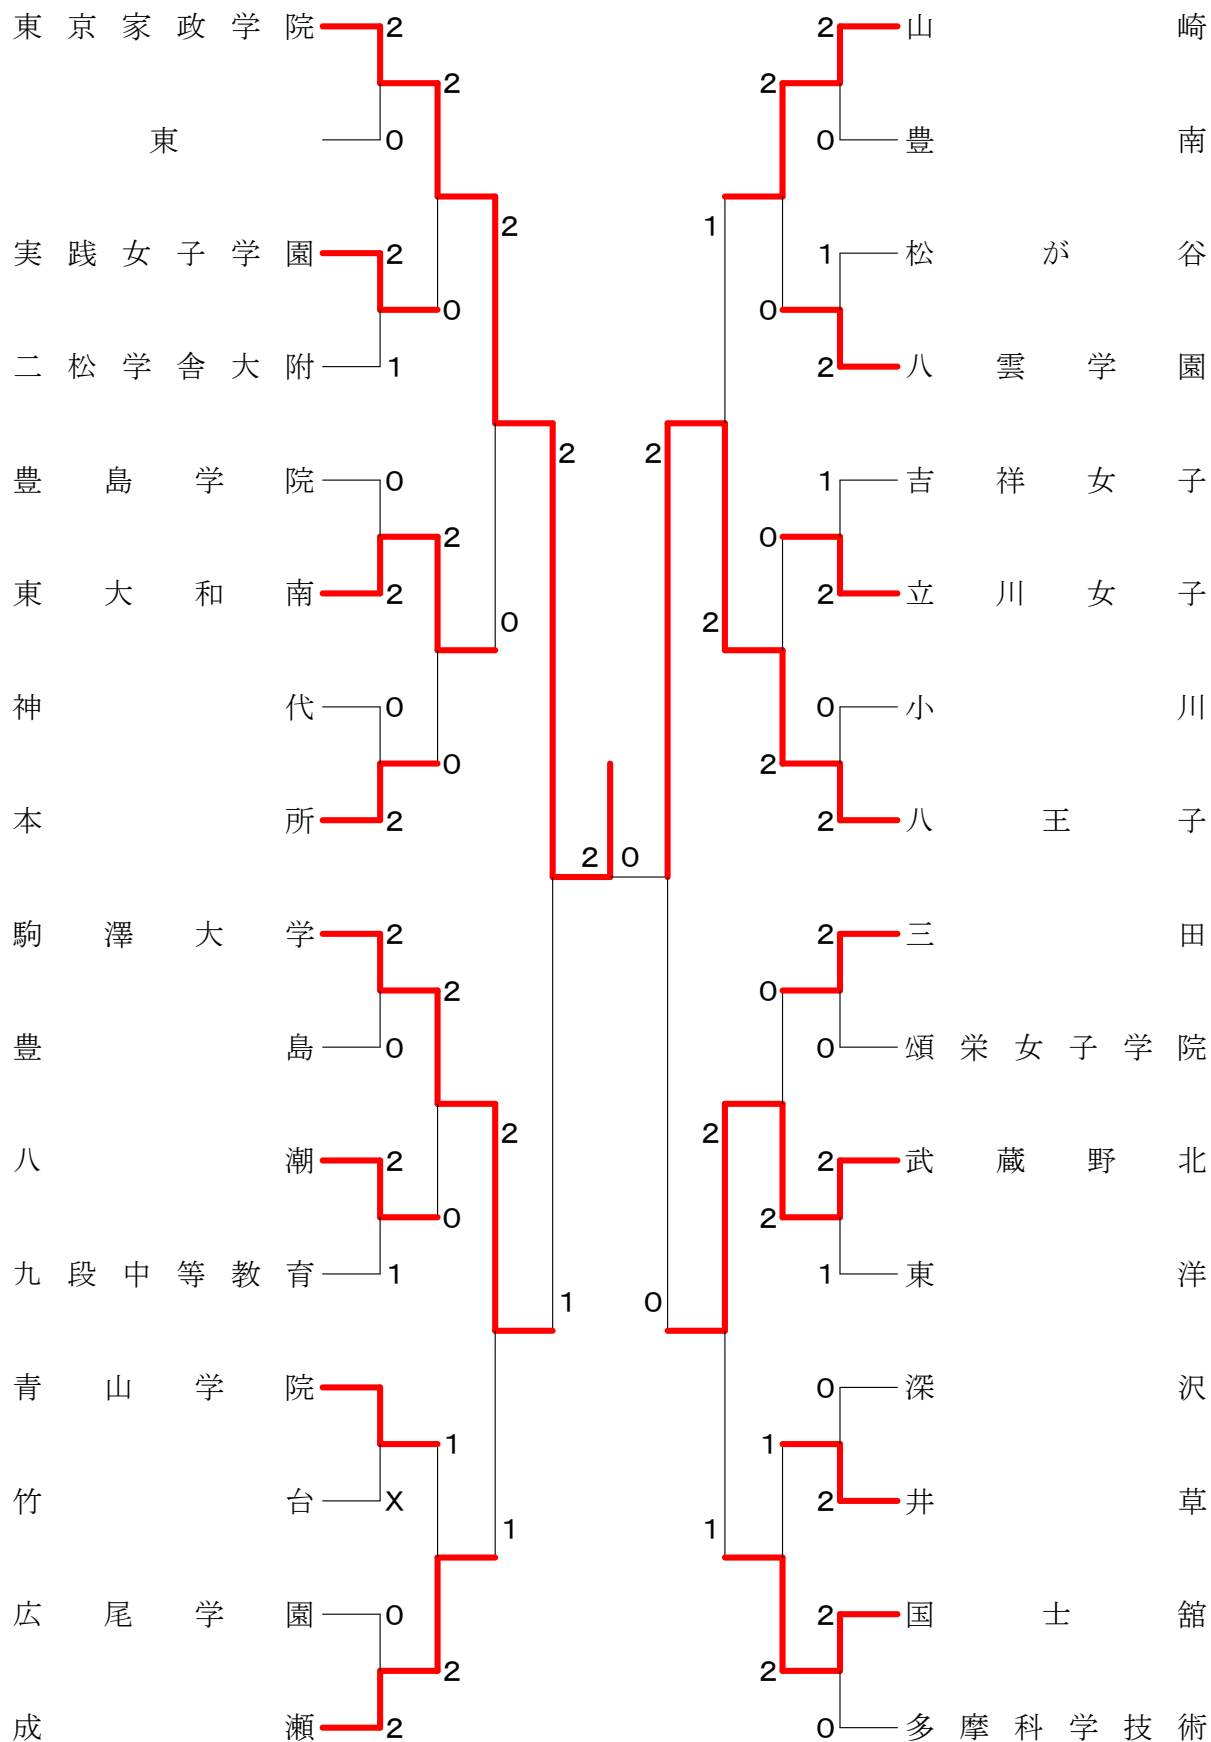 東京家政学院 2 2 山崎
2 2
東 0 0 豊南
2 1
実践女子学園 2 1 松が谷
0 0
二松学舎大附 1 2 八雲学園
2 2
豊島学院 0 1 吉祥女子
2 0
東大和南 2 2 立川女子
0 2
神代 0 0 小川
0 2
本所 2 2 八王子
2 0
駒澤大学 2 2 三田
2 0
豊島 0 0 頌栄女子学院
2 2
八潮 2 2 武蔵野北
0 2
九段中等教育 1 1 東洋
1 0
青山学院 0 深沢
1 1
竹台 X 2 井草
1 1
広尾学園 0 2 国士舘
2 2
成瀬 2 0 多摩科学技術